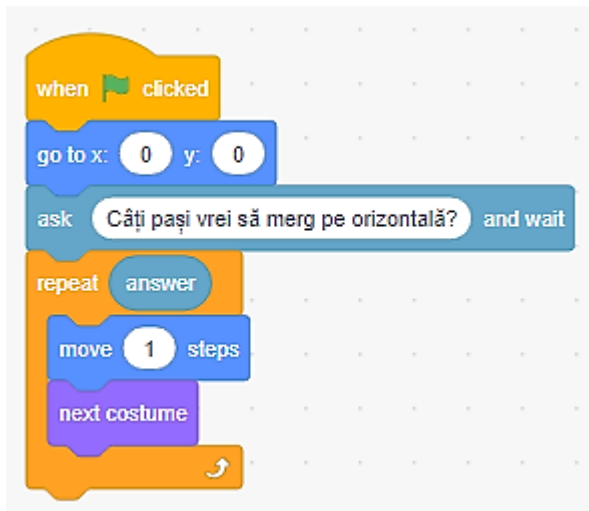 when clicked
go to x: 0 y: 0
ask Câți pași vrei să merg pe orizontală? and wait
repeat answer
move 1 steps
next costume